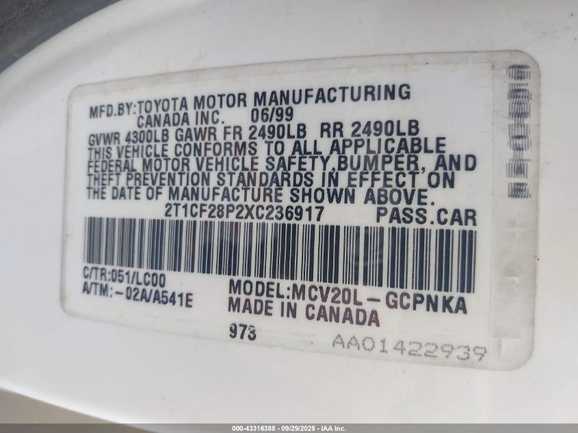 MFD.BY:TOYOTA MOTOR MANUFACTURING
CANADA INC. 06/99
GVWR 4300LB GAWR FR 2490LB RR 2490LB
THIS VEHICLE CONFORMS TO ALL APPLICABLE
FEDERAL MOTOR VEHICLE SAFETY,BUMPER, AND
THEFT PREVENTION STANDARDS IN EFFECT ON
THE DATE OF MANUFACTURE SHOWN ABOVE.
2T1CF28P2XC236917 PASS.CAR
C/TR:051/LC00 MODEL:MCV20L-GCPNKA
A/TM:-02A/A541E MADE IN CANADA
973
AA01422939
000-43316388 - 09/29/2025 - IAA, Inc.